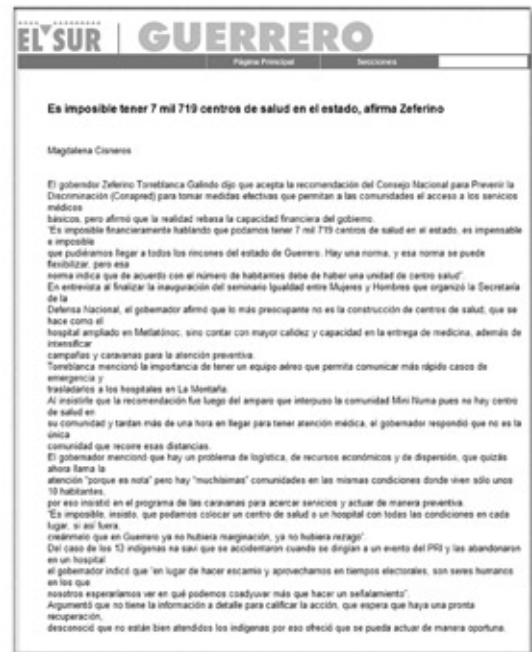 EL SUR | GUERRERO
Página Principal Secciones
Es imposible tener 7 mil 719 centros de salud en el estado, afirma Zeferino
Magdalena Cisneros
El gobernador Zeferino Torreblanca Galindo dijo que acepta la recomendación del Consejo Nacional para Prevenir la
Discriminación (Conapred) para tomar medidas efectivas que permitan a las comunidades el acceso a los servicios
médicos
básicos, pero afirmó que la realidad rebasa la capacidad financiera del gobierno.
"Es imposible financieramente hablando que podamos tener 7 mil 719 centros de salud en el estado, es impensable
e imposible
que pudiéramos llegar a todos los rincones del estado de Guerrero. Hay una norma, y esa norma se puede
flexibilizar, pero esa
norma indica que de acuerdo con el número de habitantes debe de haber una unidad de centro salud".
En entrevista al finalizar la inauguración del seminario Igualdad entre Mujeres y Hombres que organizó la Secretaría
de la
Defensa Nacional, el gobernador afirmó que lo más preocupante no es la construcción de centros de salud, que se
hace como el
hospital ampliado en Metlatónoc, sino contar con mayor calidez y capacidad en la entrega de medicina, además de
intensificar
campañas y caravanas para la atención preventiva.
Torreblanca mencionó la importancia de tener un equipo aéreo que permita comunicar más rápido casos de
emergencia y
trasladarlos a los hospitales en La Montaña.
Al insistirle que la recomendación fue luego del amparo que interpuso la comunidad Mini Numa pues no hay centro
de salud en
su comunidad y tardan más de una hora en llegar para tener atención médica, el gobernador respondió que no es la
única
comunidad que recorre esas distancias.
El gobernador mencionó que hay un problema de logística, de recursos económicos y de dispersión, que quizás
ahora llama la
atención "porque es nota" pero hay "muchísimas" comunidades en las mismas condiciones donde viven sólo unos
10 habitantes,
por eso insistió en el programa de las caravanas para acercar servicios y actuar de manera preventiva.
"Es imposible, insisto, que podamos colocar un centro de salud o un hospital con todas las condiciones en cada
lugar, si así fuera,
creánmelo que en Guerrero ya no hubiera marginación, ya no hubiera rezago".
Del caso de los 13 indígenas na savi que se accidentaron cuando se dirigían a un evento del PRI y las abandonaron
en un hospital
el gobernador indicó que "en lugar de hacer escarnio y aprovecharnos en tiempos electorales, son seres humanos
en los que
nosotros esperaríamos ver en qué podemos coadyuvar más que hacer un señalamiento".
Argumentó que no tiene la información a detalle para calificar la acción, que espera que haya una pronta
recuperación,
desconoció que no están bien atendidos los indígenas por eso ofreció que se pueda actuar de manera oportuna.